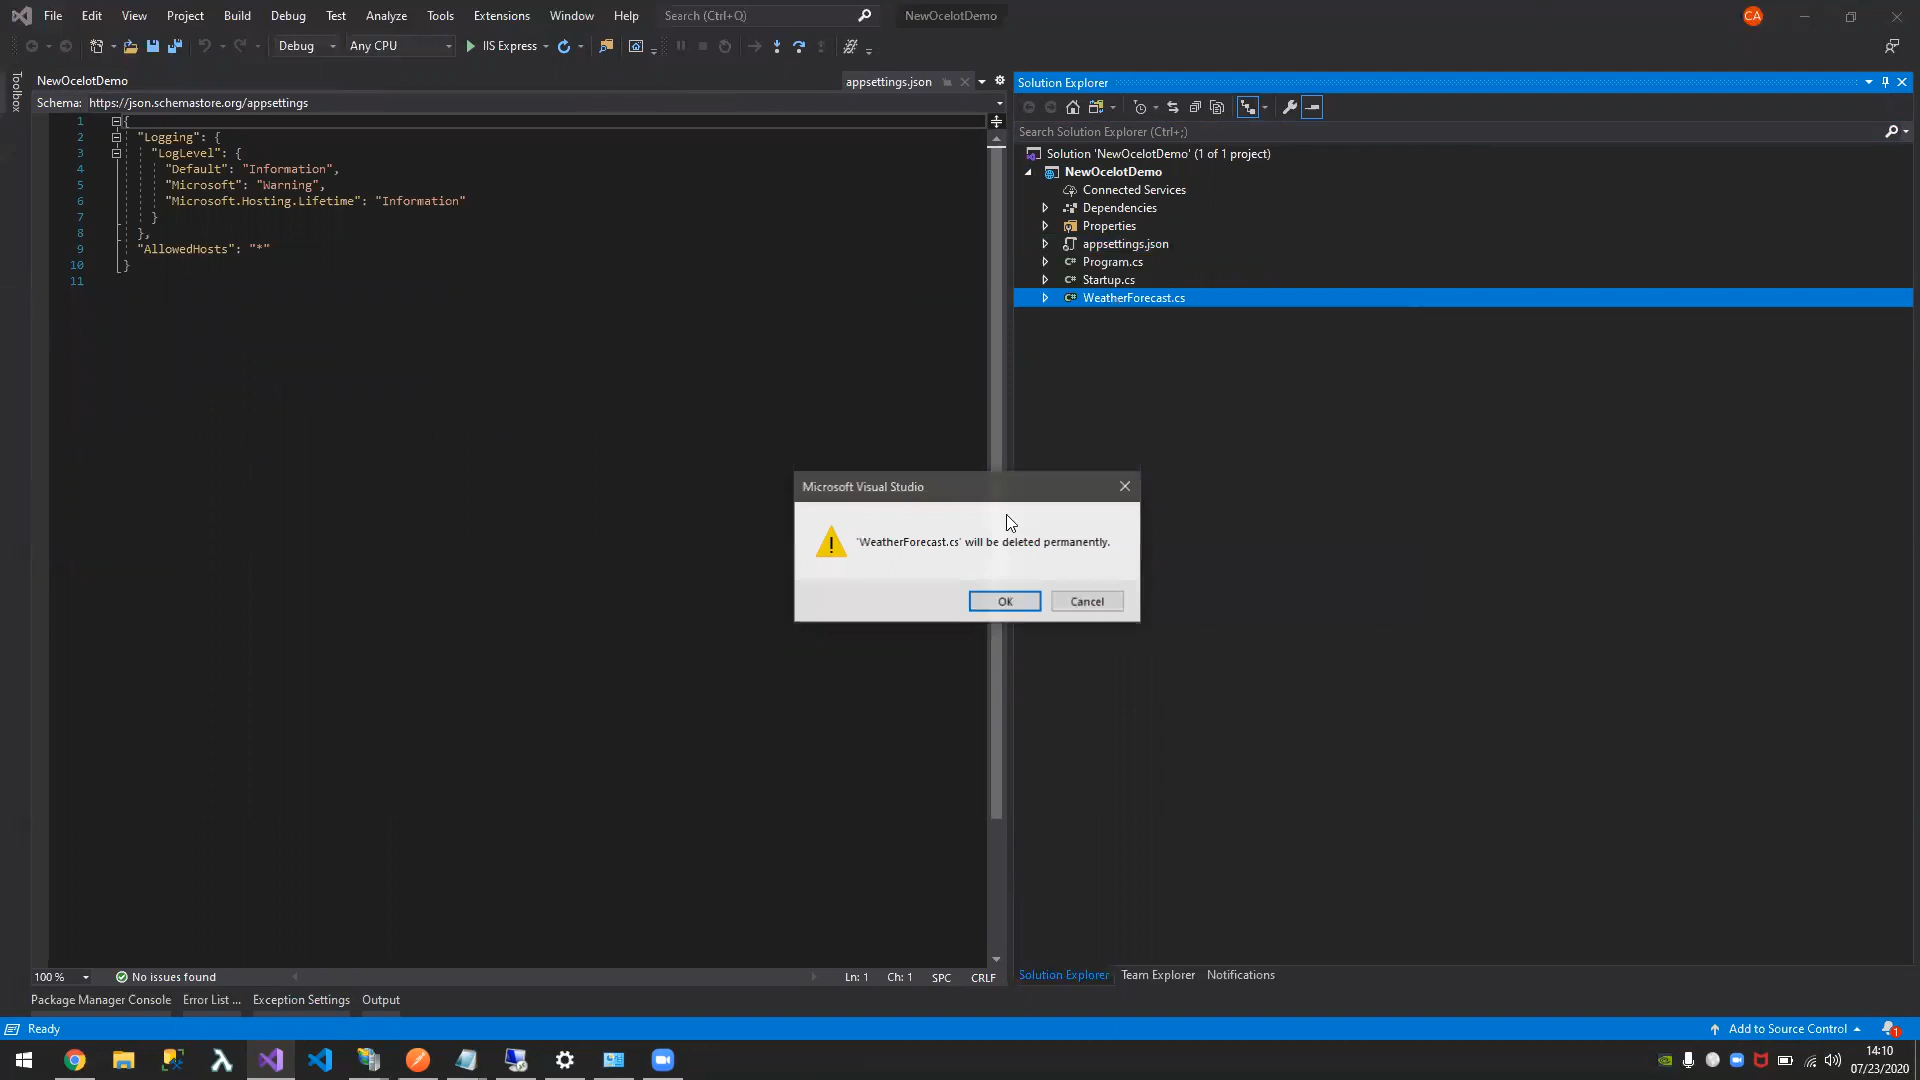 File Edit View Project Build Debug Test Analyze Tools Extensions Window Help Search (Ctrl+Q) NewOcelotDemo CA
Debug Any CPU IIS Express
Toolbox
NewOcelotDemo appsettings.json
Schema: https://json.schemastore.org/appsettings
1 {
2 "Logging": {
3 "LogLevel": {
4 "Default": "Information",
5 "Microsoft": "Warning",
6 "Microsoft.Hosting.Lifetime": "Information"
7 }
8 },
9 "AllowedHosts": "*"
10 }
11
Solution Explorer
Search Solution Explorer (Ctrl+;)
Solution 'NewOcelotDemo' (1 of 1 project)
NewOcelotDemo
Connected Services
Dependencies
Properties
appsettings.json
C# Program.cs
C# Startup.cs
C# WeatherForecast.cs
Microsoft Visual Studio
'WeatherForecast.cs' will be deleted permanently.
OK Cancel
100 % No issues found Ln: 1 Ch: 1 SPC CRLF
Solution Explorer Team Explorer Notifications
Package Manager Console Error List ... Exception Settings Output
Ready Add to Source Control 1
14:10
07/23/2020